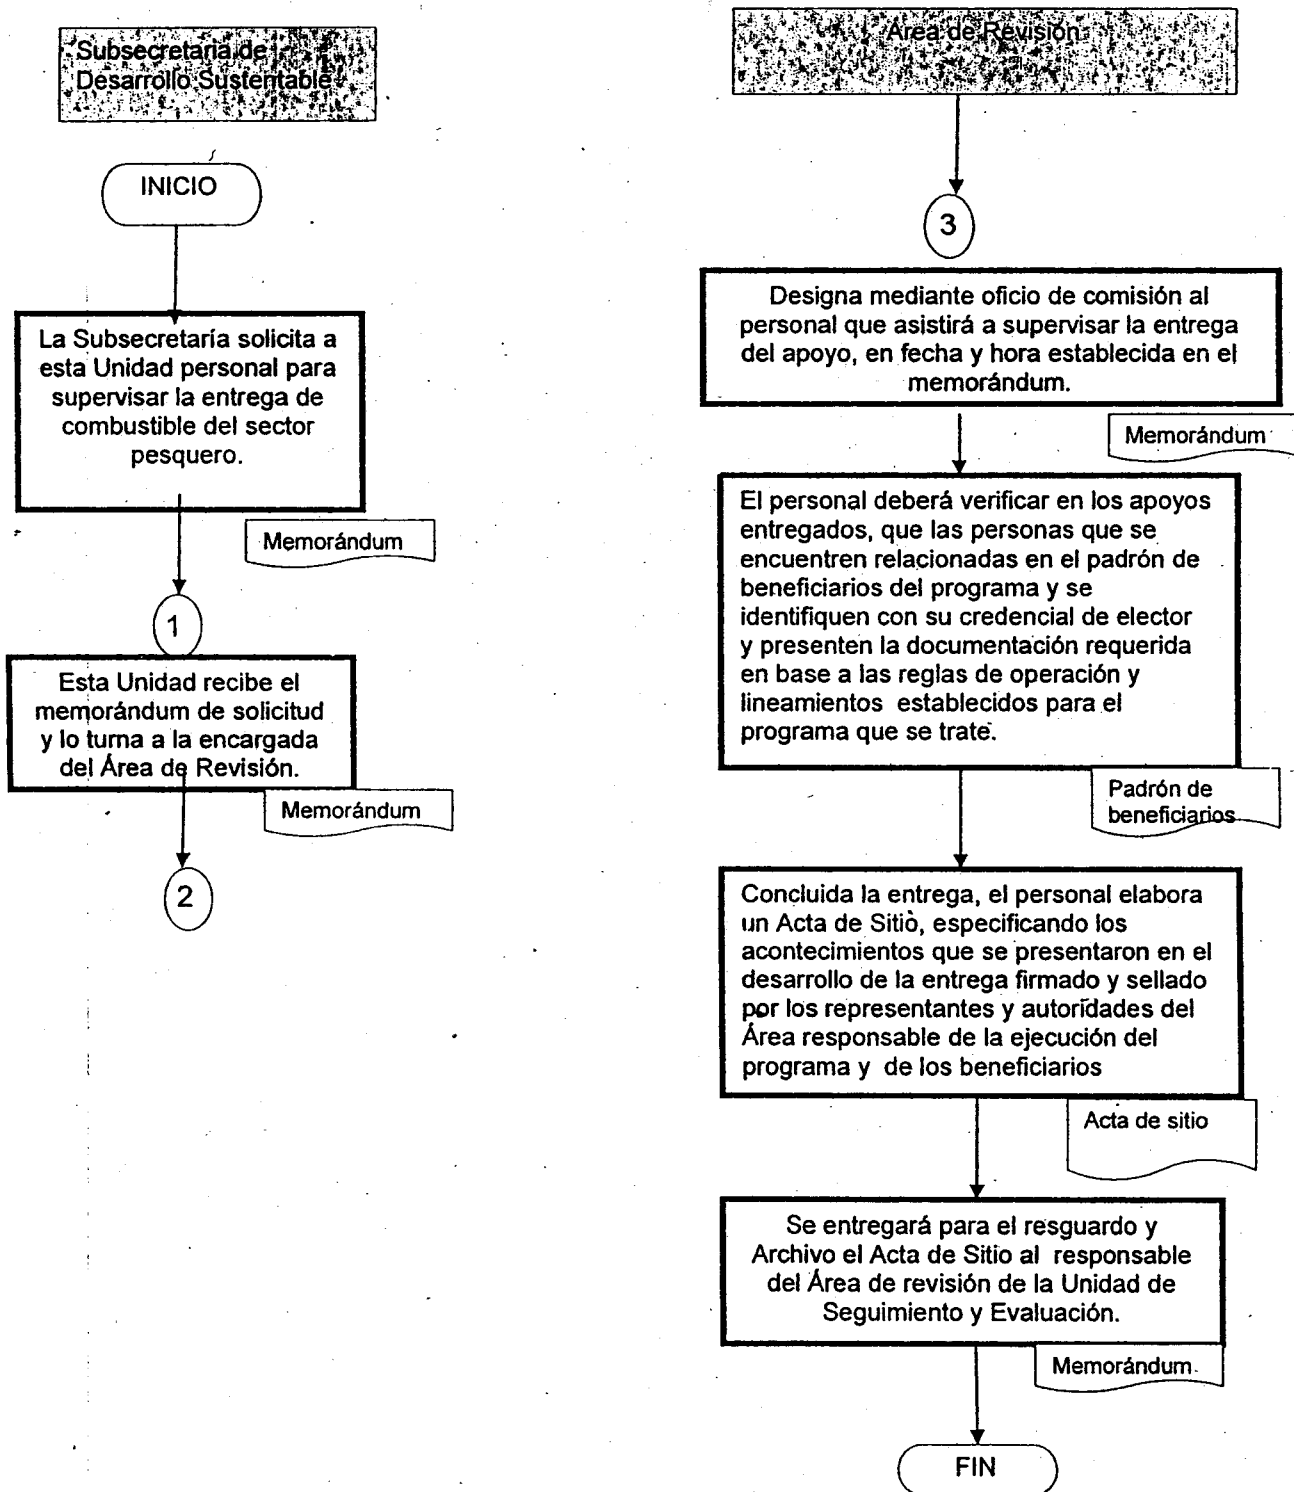 Subsecretaría de
Desarrollo Sustentable
INICIO
La Subsecretaría solicita a
esta Unidad personal para
supervisar la entrega de
combustible del sector
pesquero.
Memorándum
1
Esta Unidad recibe el
memorándum de solicitud
y lo turna a la encargada
del Área de Revisión.
Memorándum
2
Área de Revisión
3
Designa mediante oficio de comisión al
personal que asistirá a supervisar la entrega
del apoyo, en fecha y hora establecida en el
memorándum.
Memorándum
El personal deberá verificar en los apoyos
entregados, que las personas que se
encuentren relacionadas en el padrón de
beneficiarios del programa y se
identifiquen con su credencial de elector
y presenten la documentación requerida
en base a las reglas de operación y
lineamientos establecidos para el
programa que se trate.
Padrón de
beneficiarios
Concluida la entrega, el personal elabora
un Acta de Sitio, especificando los
acontecimientos que se presentaron en el
desarrollo de la entrega firmado y sellado
por los representantes y autoridades del
Área responsable de la ejecución del
programa y de los beneficiarios
Acta de sitio
Se entregará para el resguardo y
Archivo el Acta de Sitio al responsable
del Área de revisión de la Unidad de
Seguimiento y Evaluación.
Memorándum
FIN